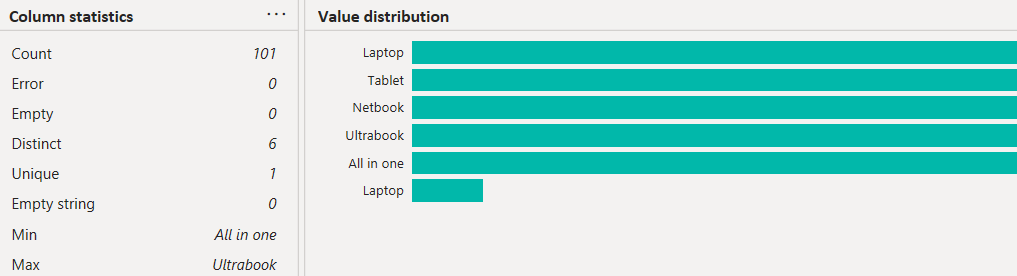 Column statistics ... Value distribution
Count 101
Error 0
Empty 0
Distinct 6
Unique 1
Empty string 0
Min All in one
Max Ultrabook
Laptop
Tablet
Netbook
Ultrabook
All in one
Laptop